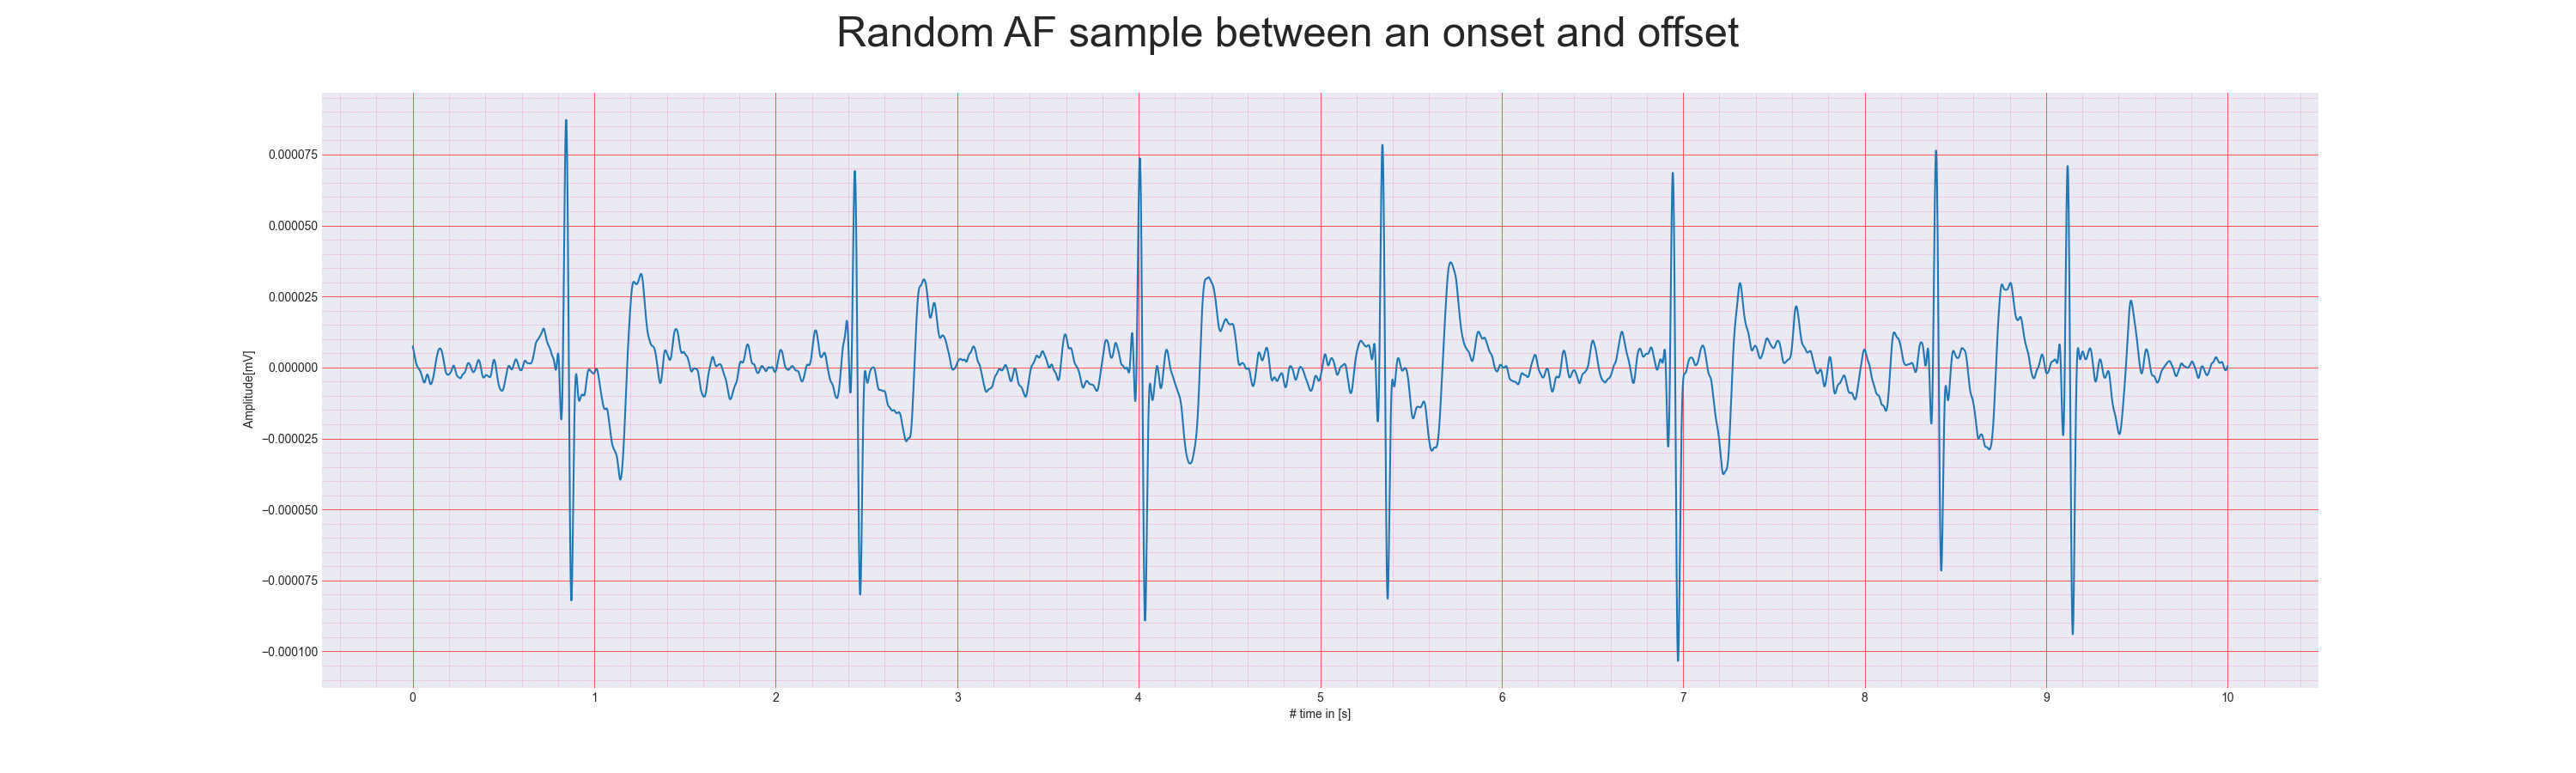 Random AF sample between an onset and offset
Amplitude[mV]
0.000075
0.000050
0.000025
0.000000
−0.000025
−0.000050
−0.000075
−0.000100
0 1 2 3 4 5 6 7 8 9 10
# time in [s]